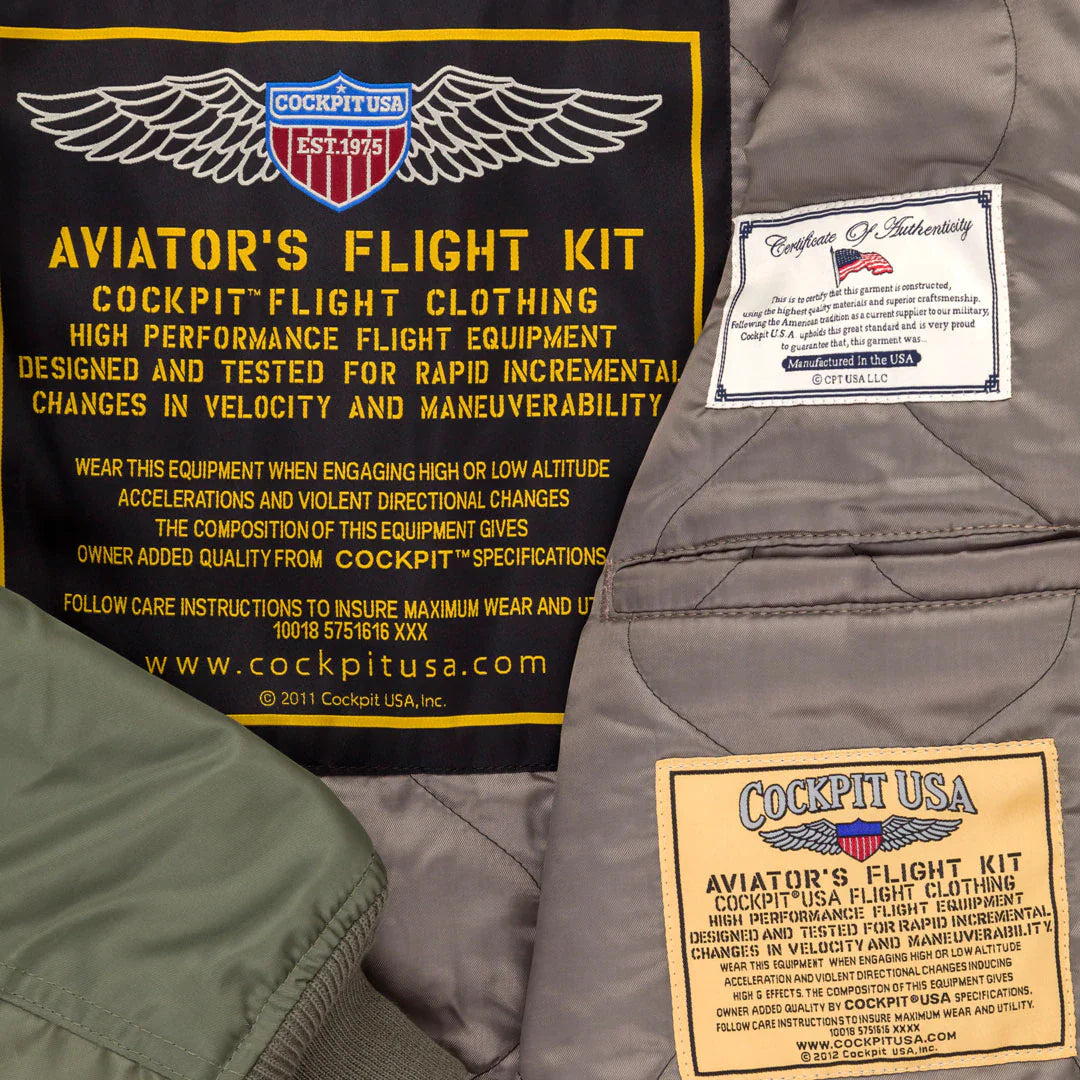 COCKPIT USA
EST.1975
AVIATOR'S FLIGHT KIT
COCKPIT™ FLIGHT CLOTHING
HIGH PERFORMANCE FLIGHT EQUIPMENT
DESIGNED AND TESTED FOR RAPID INCREMENTAL
CHANGES IN VELOCITY AND MANEUVERABILITY
WEAR THIS EQUIPMENT WHEN ENGAGING HIGH OR LOW ALTITUDE
ACCELERATIONS AND VIOLENT DIRECTIONAL CHANGES
THE COMPOSITION OF THIS EQUIPMENT GIVES
OWNER ADDED QUALITY FROM COCKPIT™ SPECIFICATIONS
FOLLOW CARE INSTRUCTIONS TO INSURE MAXIMUM WEAR AND UT
10018 5751616 XXX
www.cockpitusa.com
© 2011 Cockpit USA, Inc.
Certificate Of Authenticity
This is to certify that this garment is constructed,
using the highest quality materials and superior craftsmenship.
Following the American tradition as a current supplier to our military,
Cockpit U.S.A. upholds this great standard and is very proud
to guarantee that, this garment was...
Manufactured In the USA
© CPT USA LLC
COCKPIT USA
AVIATOR'S FLIGHT KIT
COCKPIT® USA FLIGHT CLOTHING
HIGH PERFORMANCE FLIGHT EQUIPMENT
DESIGNED AND TESTED FOR RAPID INCREMENTAL
CHANGES IN VELOCITY AND MANEUVERABILITY.
WEAR THIS EQUIPMENT WHEN ENGAGING HIGH OR LOW ALTITUDE
ACCELERATION AND VIOLENT DIRECTIONAL CHANGES INDUCING
HIGH G EFFECTS. THE COMPOSITON OF THIS EQUIPMENT GIVES
OWNER ADDED QUALITY BY COCKPIT® USA SPECIFICATIONS.
FOLLOW CARE INSTRUCTIONS TO INSURE MAXIMUM WEAR AND UTILITY.
10018 5751616 XXXX
WWW.COCKPITUSA.COM
© 2012 Cockpit USA, Inc.